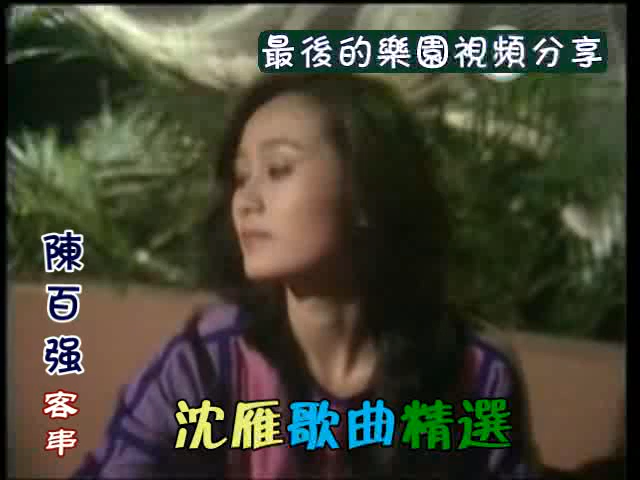 最後的樂園視頻分享
陳百强
客串
沈雁歌曲精選